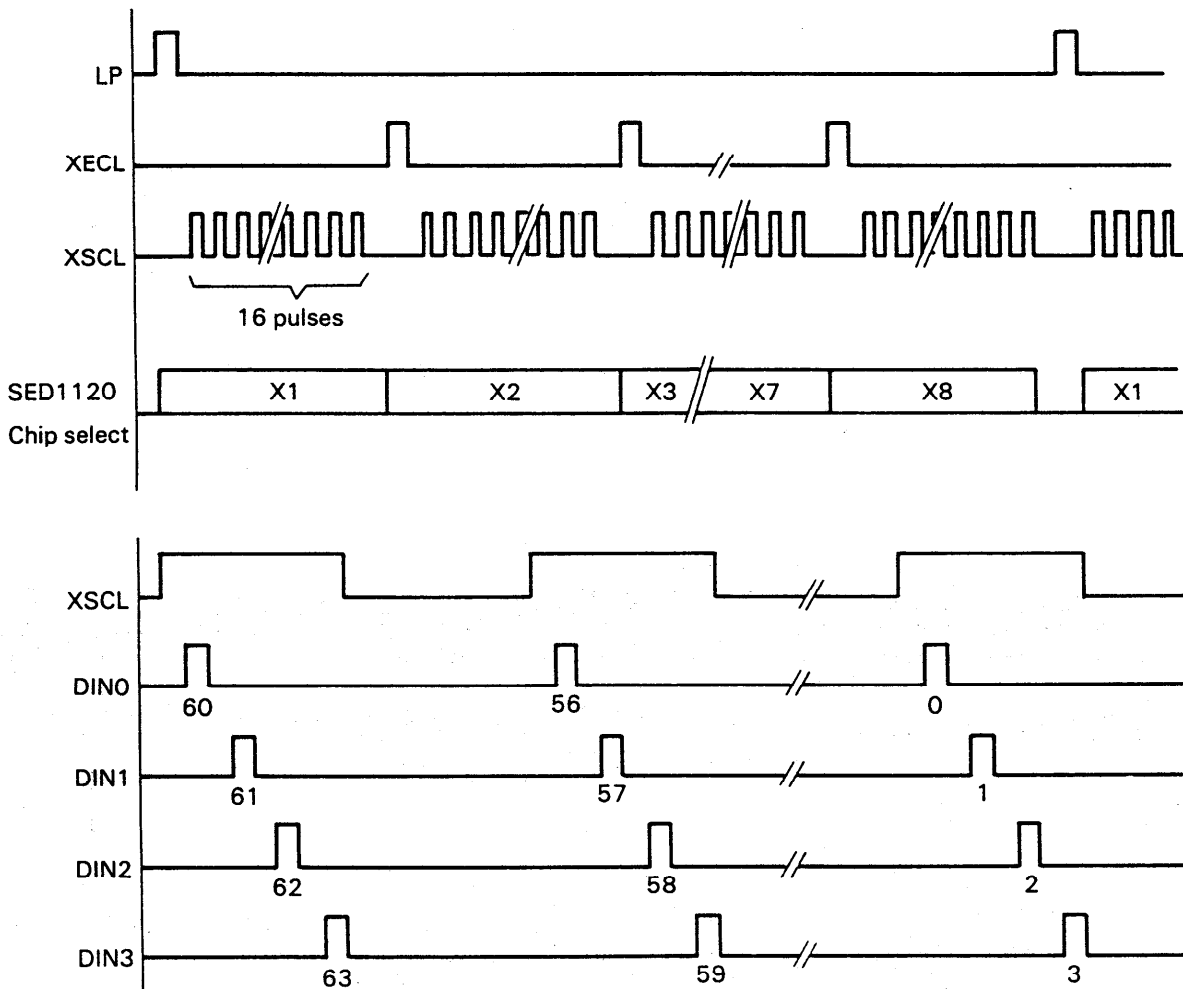 LP
XECL
XSCL
16 pulses
SED1120
Chip select
X1
X2
X3
X7
X8
X1
XSCL
DIN0
60
56
0
DIN1
61
57
1
DIN2
62
58
2
DIN3
63
59
3